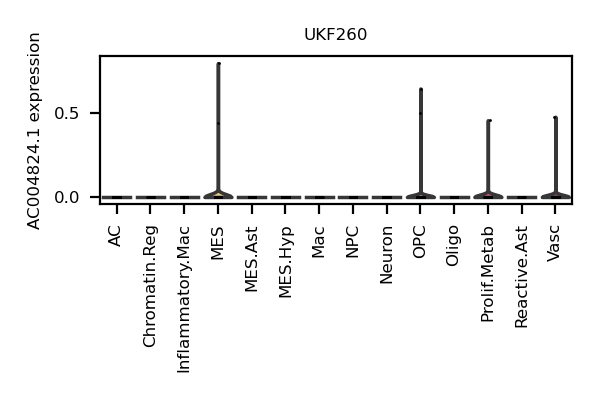 UKF260
AC004824.1 expression
0.5
0.0
AC
Chromatin.Reg
Inflammatory.Mac
MES
MES.Ast
MES.Hyp
Mac
NPC
Neuron
OPC
Oligo
Prolif.Metab
Reactive.Ast
Vasc